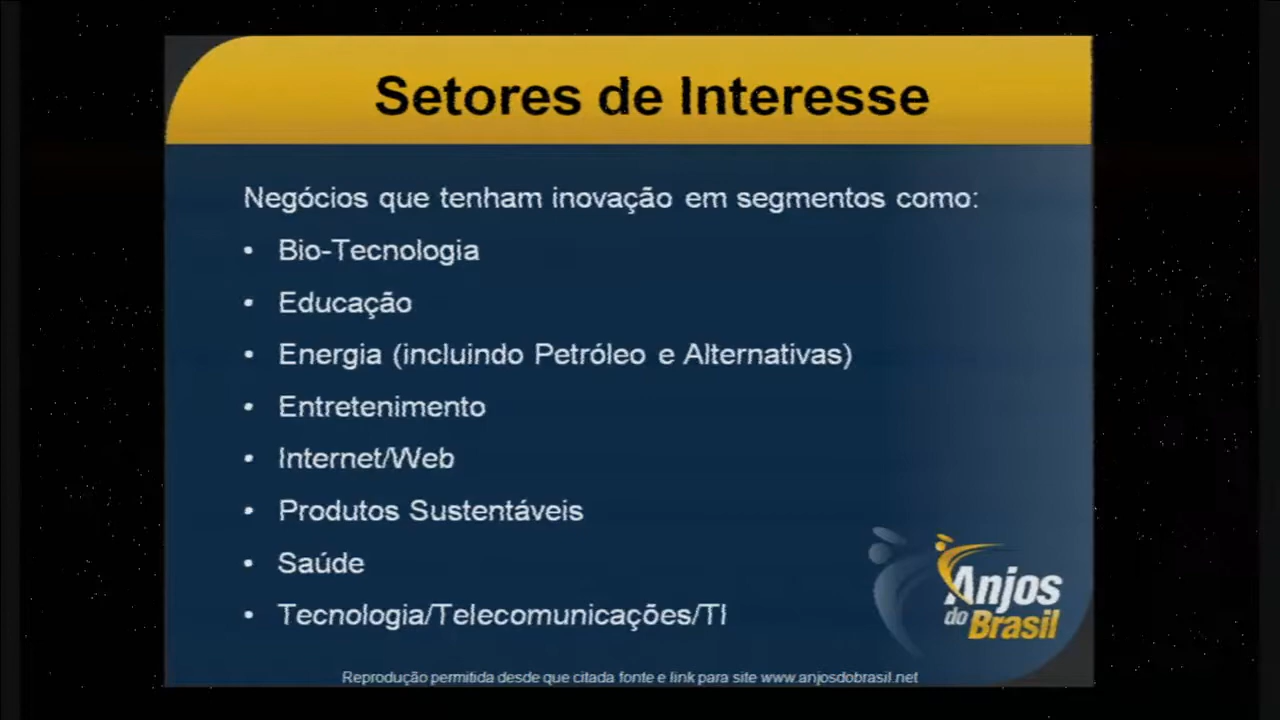 Setores de Interesse
Negócios que tenham inovação em segmentos como:
• Bio-Tecnologia
• Educação
• Energia (incluindo Petróleo e Alternativas)
• Entretenimento
• Internet/Web
• Produtos Sustentáveis
• Saúde
• Tecnologia/Telecomunicações/TI
Anjos
do Brasil
Reprodução permitida desde que citada fonte e link para site www.anjosdobrasil.net